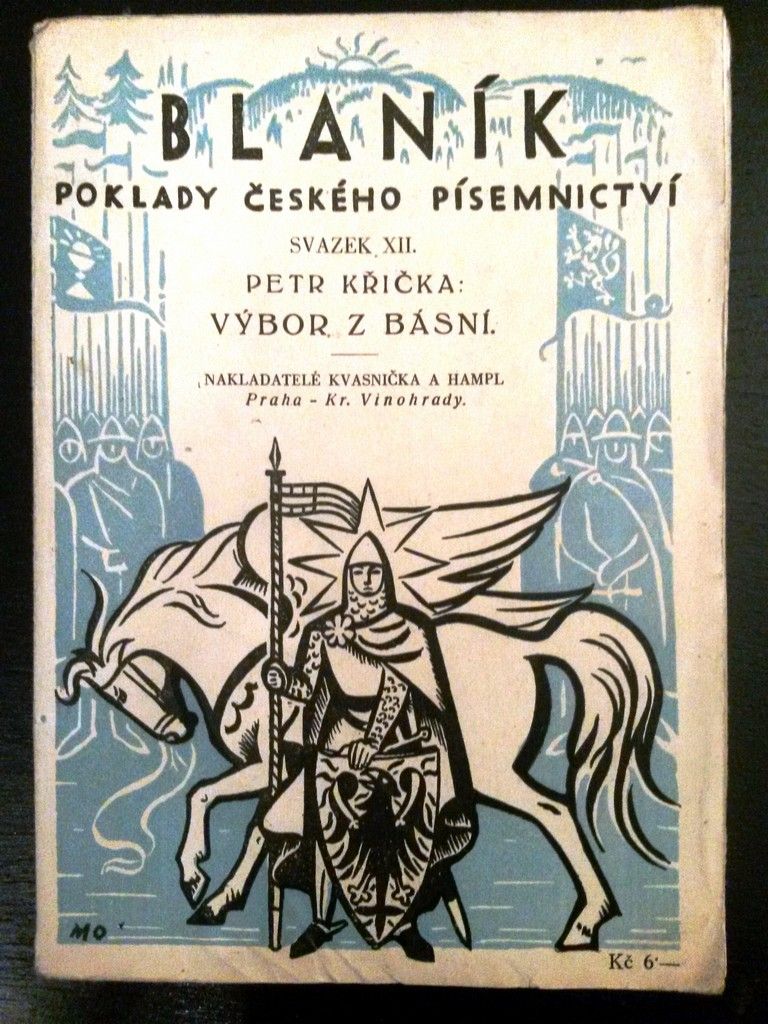 BLANÍK
POKLADY ČESKÉHO PÍSEMNICTVÍ
SVAZEK XII.
PETR KŘIČKA:
VÝBOR Z BÁSNÍ.
NAKLADATELÉ KVASNIČKA A HAMPL
Praha – Kr. Vinohrady.
MO
Kč 6·—